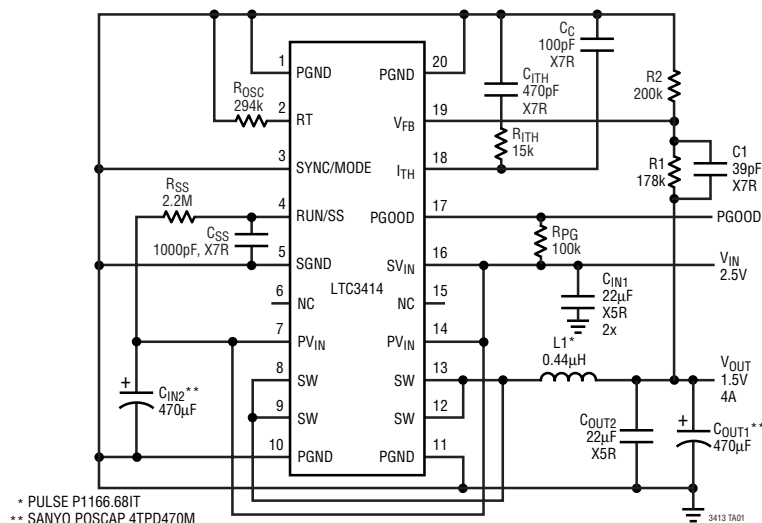 C_C
100pF
X7R
C_ITH
470pF
X7R
1
PGND
PGND
20
R2
200k
R_OSC
294k
2
RT
V_FB
19
R_ITH
15k
C1
39pF
X7R
R1
178k
3
SYNC/MODE
I_TH
18
R_SS
2.2M
4
RUN/SS
PGOOD
17
PGOOD
C_SS
1000pF, X7R
R_PG
100k
5
SGND
SV_IN
16
V_IN
2.5V
LTC3414
C_IN1
22µF
X5R
2x
6
NC
NC
15
7
PV_IN
PV_IN
14
L1*
0.44µH
8
SW
SW
13
V_OUT
1.5V
4A
+
C_IN2**
470µF
9
SW
SW
12
C_OUT2
22µF
X5R
+
C_OUT1**
470µF
10
PGND
PGND
11
* PULSE P1166.68IT
** SANYO POSCAP 4TPD470M
3413 TA01